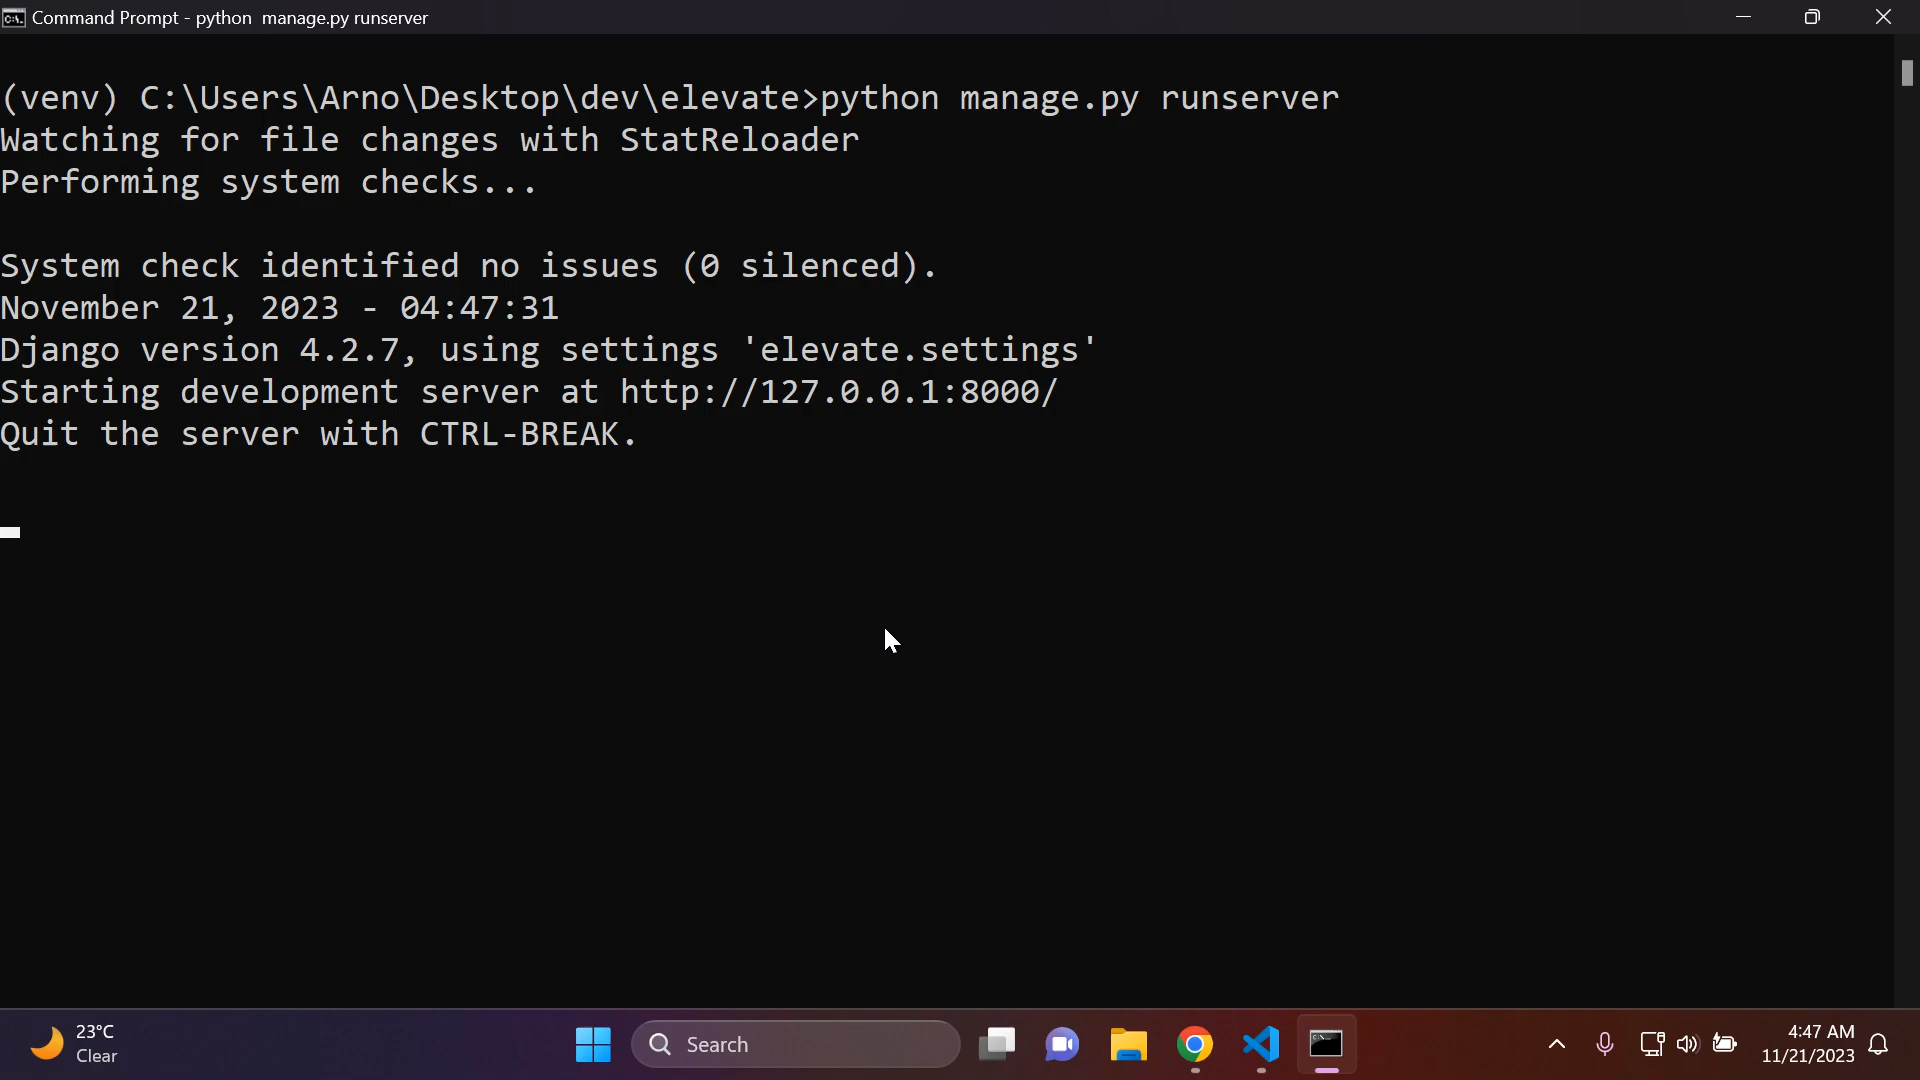 Command Prompt - python  manage.py runserver
(venv) C:\Users\Arno\Desktop\dev\elevate>python manage.py runserver
Watching for file changes with StatReloader
Performing system checks...
System check identified no issues (0 silenced).
November 21, 2023 - 04:47:31
Django version 4.2.7, using settings 'elevate.settings'
Starting development server at http://127.0.0.1:8000/
Quit the server with CTRL-BREAK.
23°C
Clear
Search
4:47 AM
11/21/2023